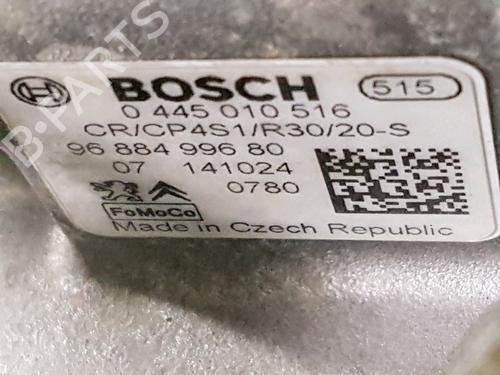 BOSCH 515
0 445 010 516
CR/CP4S1/R30/20-S
96 884 996 80
07 141024
0780
FoMoCo
Made in Czech Republic
B-PARTS